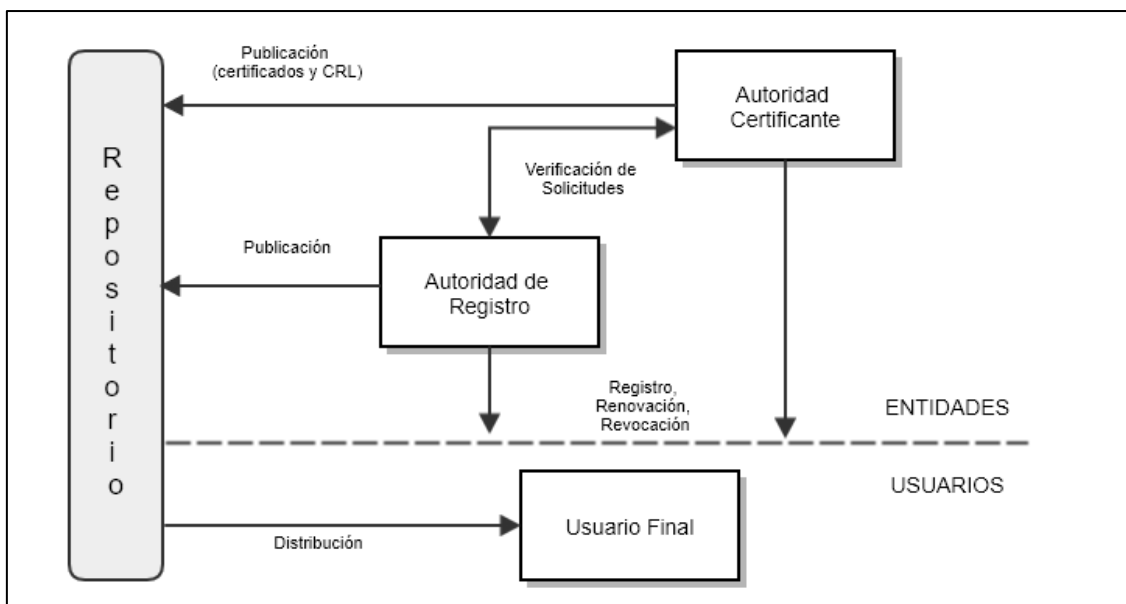 Publicación
(certificados y CRL)
Autoridad
Certificante
Repositorio
Verificación de
Solicitudes
Publicación
Autoridad de
Registro
Registro,
Renovación,
Revocación
ENTIDADES
USUARIOS
Usuario Final
Distribución